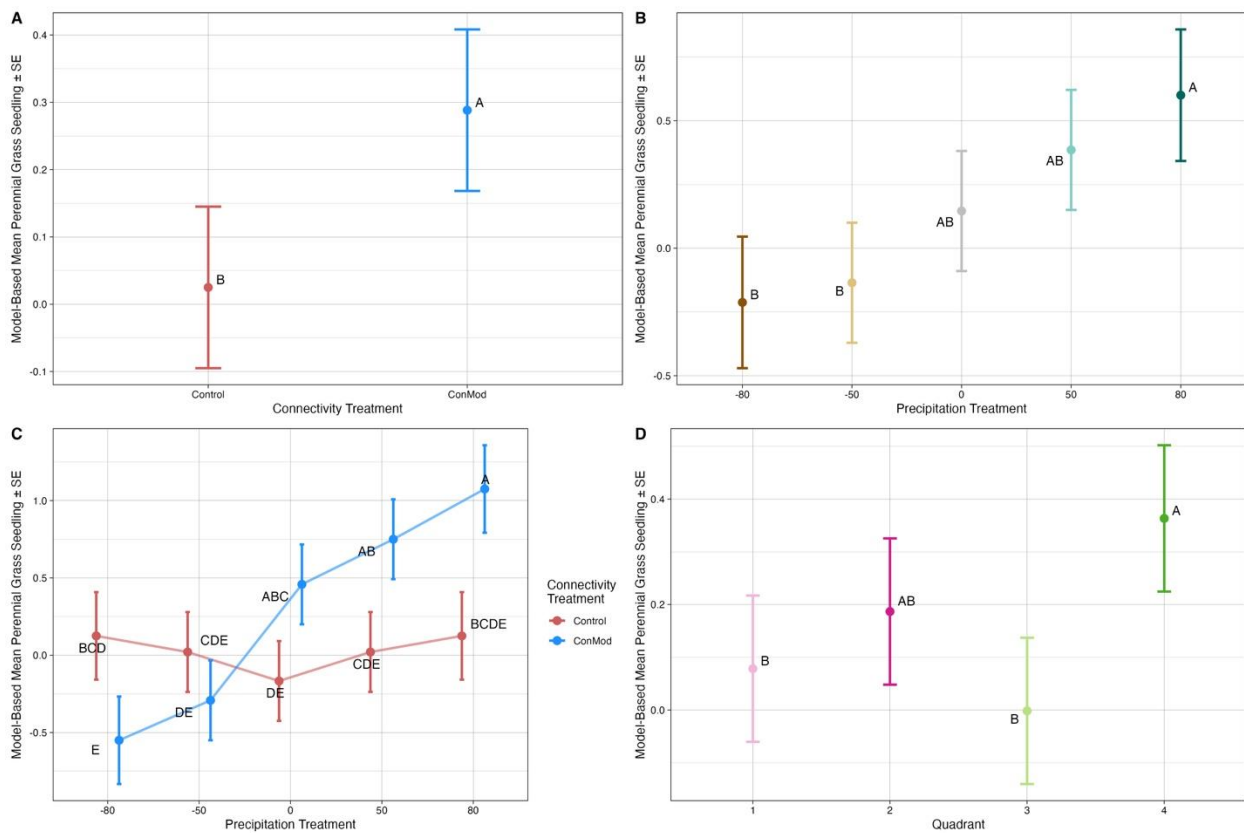 A
Model-Based Mean Perennial Grass Seedling ± SE
0.4
0.3
0.2
0.1
0.0
-0.1
A
B
Control
ConMod
Connectivity Treatment
B
Model-Based Mean Perennial Grass Seedling ± SE
0.5
0.0
-0.5
B
B
AB
AB
A
-80
-50
0
50
80
Precipitation Treatment
C
Model-Based Mean Perennial Grass Seedling ± SE
1.0
0.5
0.0
-0.5
BCD
E
CDE
DE
DE
ABC
AB
CDE
A
BCDE
-80
-50
0
50
80
Precipitation Treatment
Connectivity
Treatment
Control
ConMod
D
Model-Based Mean Perennial Grass Seedling ± SE
0.4
0.2
0.0
B
AB
B
A
1
2
3
4
Quadrant